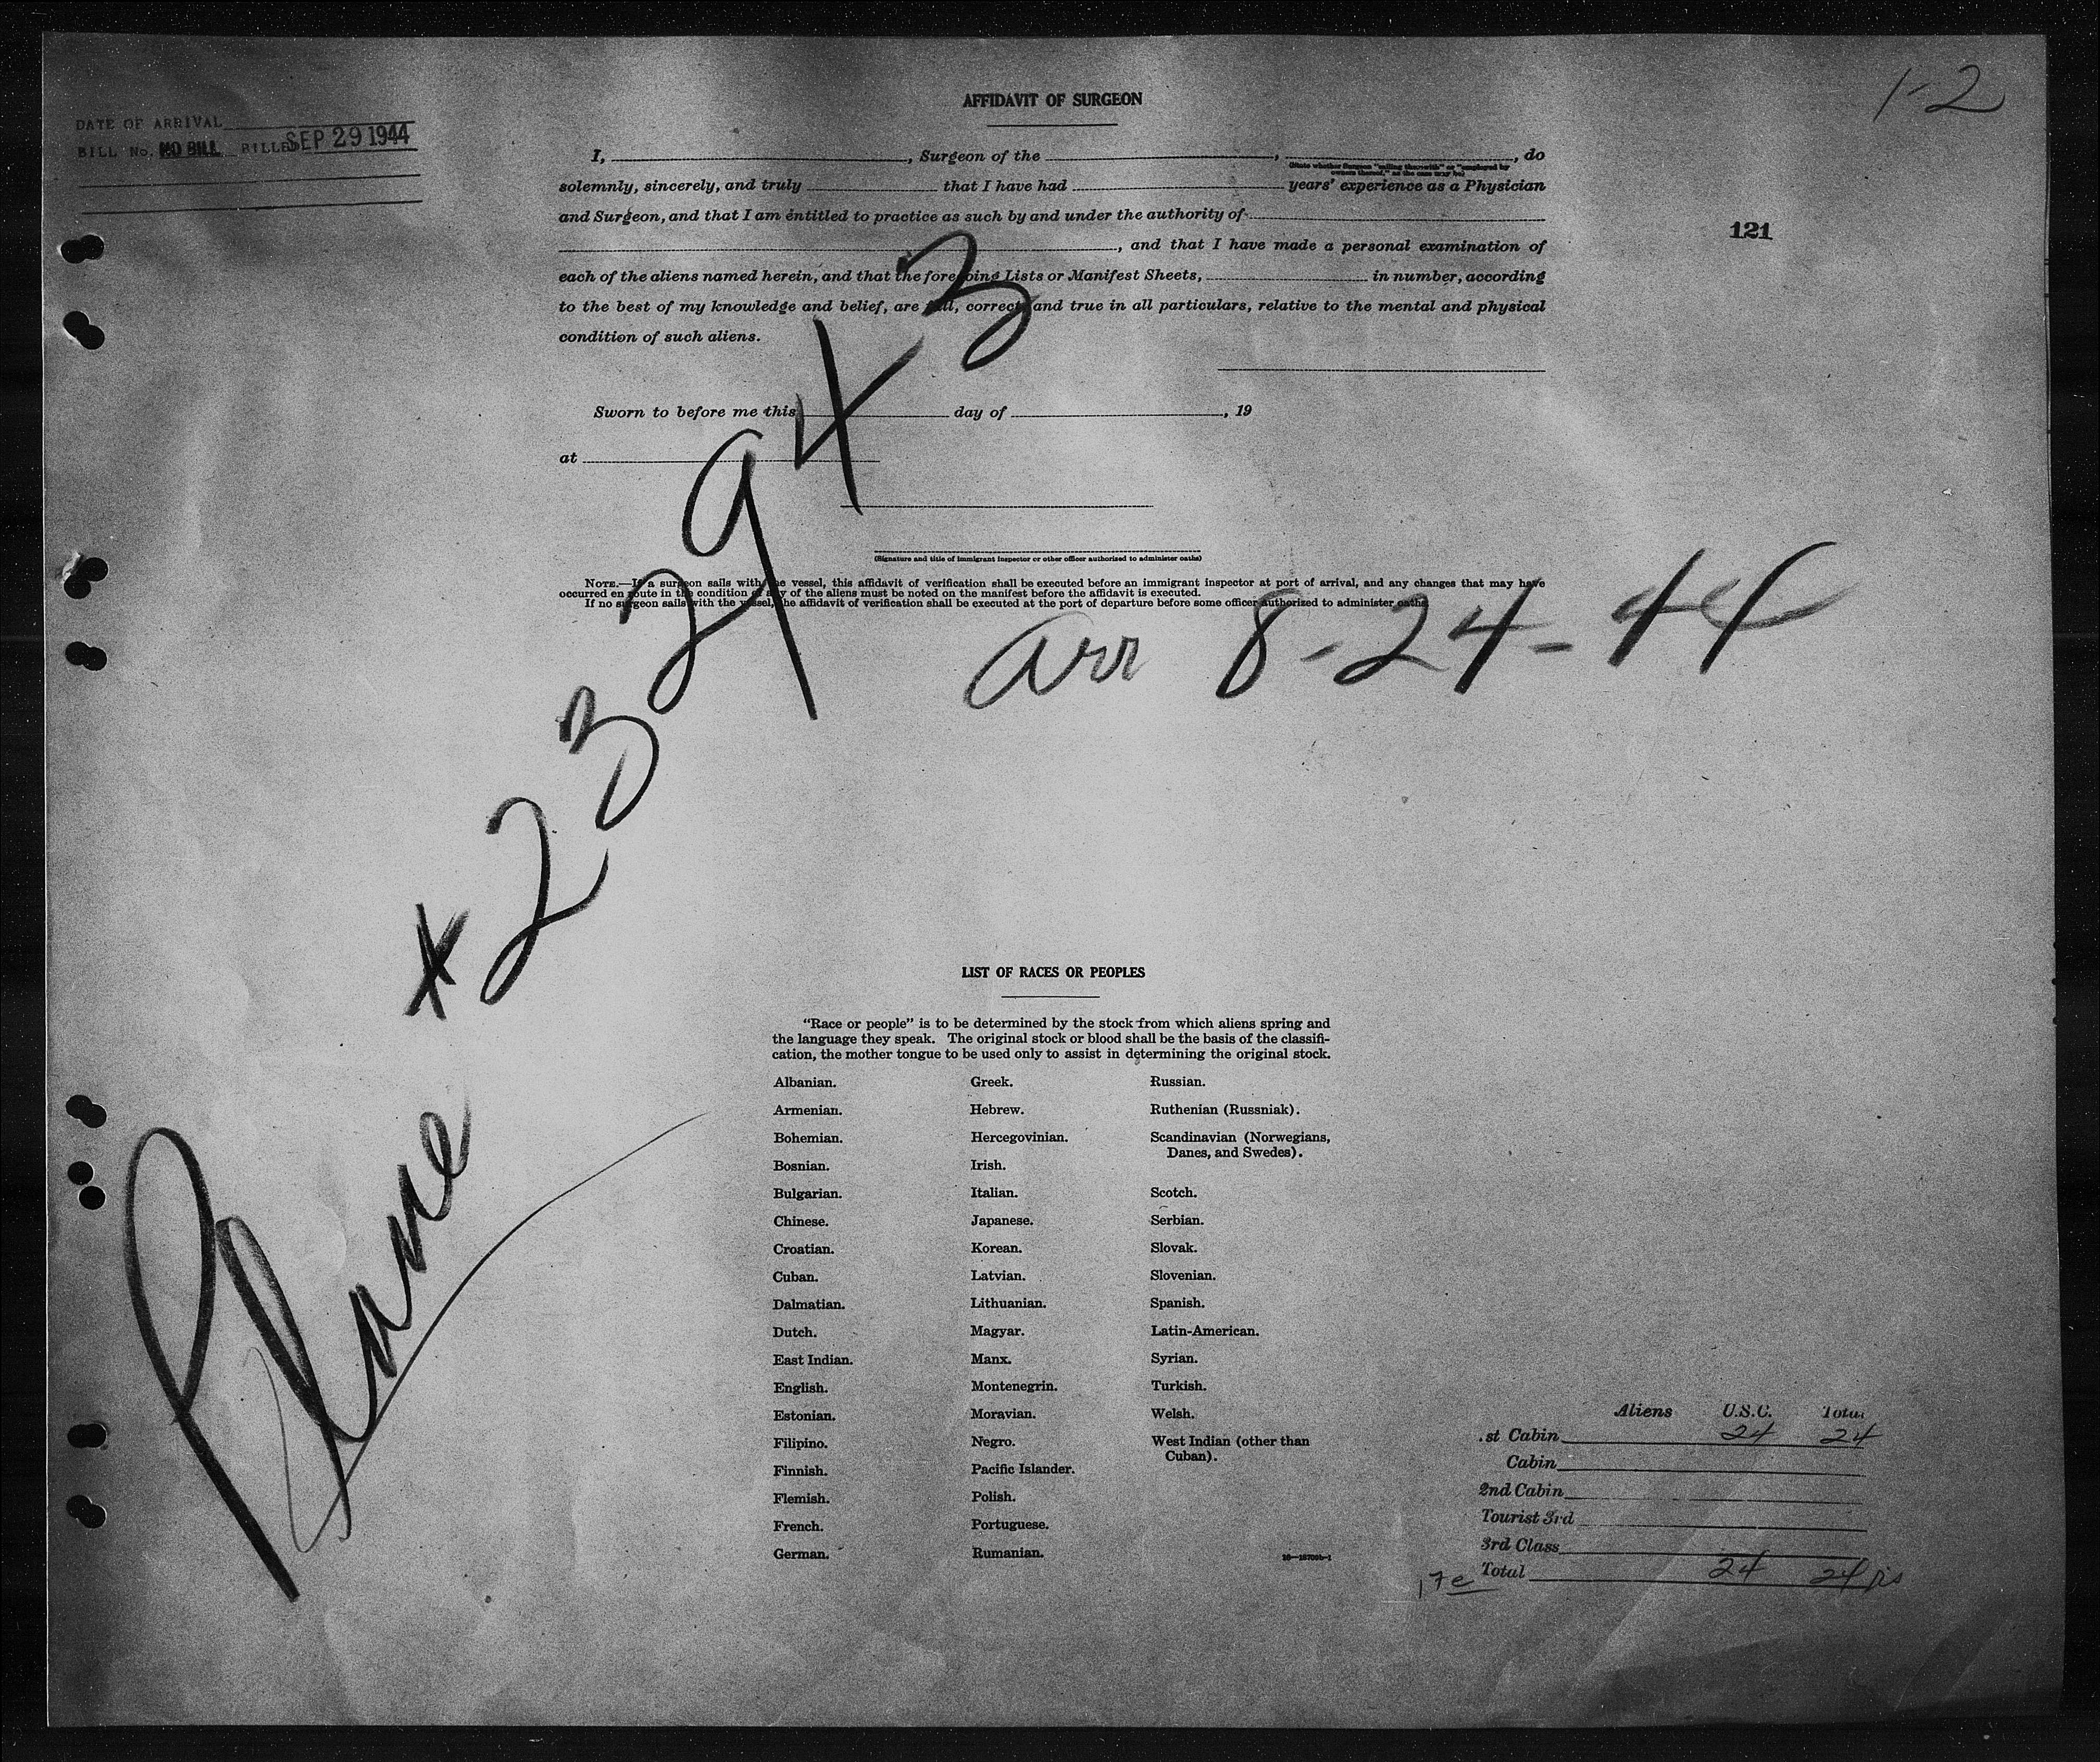 1-2
DATE OF ARRIVAL
BILL No. NO BILL BILLED SEP 29 1944
121
AFFIDAVIT OF SURGEON
I, , Surgeon of the , , do
(State whether Surgeon "sailing therewith" or "employed by
owners thereof," as the case may be)
solemnly, sincerely, and truly that I have had years' experience as a Physician
and Surgeon, and that I am entitled to practice as such by and under the authority of
, and that I have made a personal examination of
each of the aliens named herein, and that the foregoing Lists or Manifest Sheets, in number, according
to the best of my knowledge and belief, are full, correct, and true in all particulars, relative to the mental and physical
condition of such aliens.
Sworn to before me this day of , 19
at
(Signature and title of immigrant inspector or other officer authorized to administer oaths)
NOTE.—If a surgeon sails with the vessel, this affidavit of verification shall be executed before an immigrant inspector at port of arrival, and any changes that may have
occurred en route in the condition of any of the aliens must be noted on the manifest before the affidavit is executed.
If no surgeon sails with the vessel, the affidavit of verification shall be executed at the port of departure before some officer authorized to administer oaths.
arr 8-24-44
Plane #232943
LIST OF RACES OR PEOPLES
"Race or people" is to be determined by the stock from which aliens spring and
the language they speak. The original stock or blood shall be the basis of the classifi-
cation, the mother tongue to be used only to assist in determining the original stock.
Albanian.
Armenian.
Bohemian.
Bosnian.
Bulgarian.
Chinese.
Croatian.
Cuban.
Dalmatian.
Dutch.
East Indian.
English.
Estonian.
Filipino.
Finnish.
Flemish.
French.
German.
Greek.
Hebrew.
Hercegovinian.
Irish.
Italian.
Japanese.
Korean.
Latvian.
Lithuanian.
Magyar.
Manx.
Montenegrin.
Moravian.
Negro.
Pacific Islander.
Polish.
Portuguese.
Rumanian.
Russian.
Ruthenian (Russniak).
Scandinavian (Norwegians,
Danes, and Swedes).
Scotch.
Serbian.
Slovak.
Slovenian.
Spanish.
Latin-American.
Syrian.
Turkish.
Welsh.
West Indian (other than
Cuban).
Aliens U.S.C. Total
st Cabin 24 24
Cabin
2nd Cabin
Tourist 3rd
3rd Class
Total 24 24